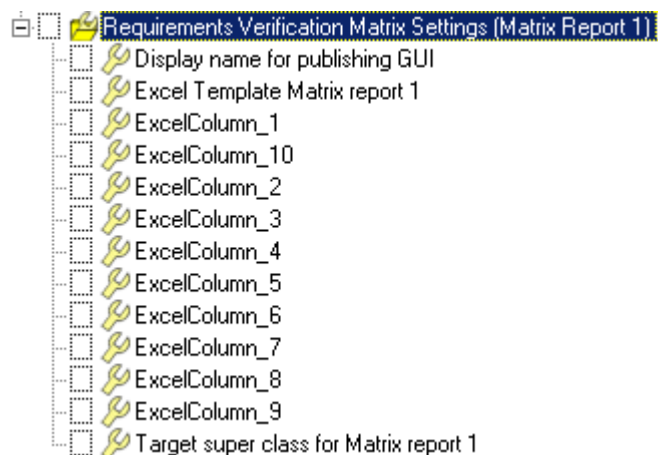 Requirements Verification Matrix Settings (Matrix Report 1)
Display name for publishing GUI
Excel Template Matrix report 1
ExcelColumn_1
ExcelColumn_10
ExcelColumn_2
ExcelColumn_3
ExcelColumn_4
ExcelColumn_5
ExcelColumn_6
ExcelColumn_7
ExcelColumn_8
ExcelColumn_9
Target super class for Matrix report 1